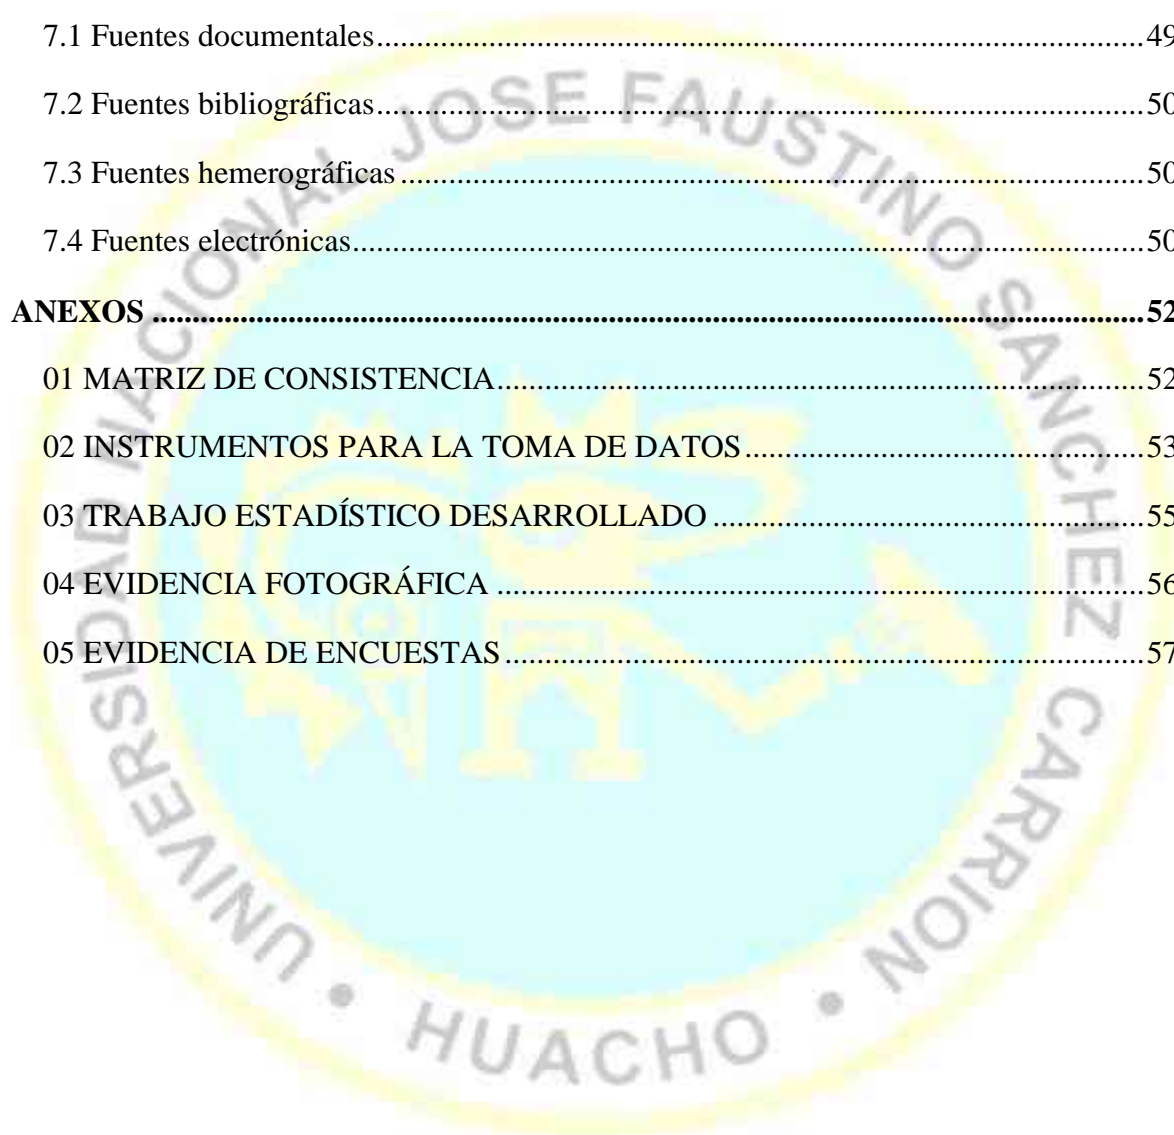 7.1 Fuentes documentales........................................................................................................49
7.2 Fuentes bibliográficas........................................................................................................50
7.3 Fuentes hemerográficas........................................................................................................50
7.4 Fuentes electrónicas........................................................................................................50
ANEXOS ........................................................................................................52
01 MATRIZ DE CONSISTENCIA........................................................................................52
02 INSTRUMENTOS PARA LA TOMA DE DATOS........................................................53
03 TRABAJO ESTADÍSTICO DESARROLLADO........................................................55
04 EVIDENCIA FOTOGRÁFICA ........................................................................................56
05 EVIDENCIA DE ENCUESTAS........................................................................................57
UNIVERSIDAD NACIONAL JOSE FAUSTINO SANCHEZ CARRION • HUACHO •